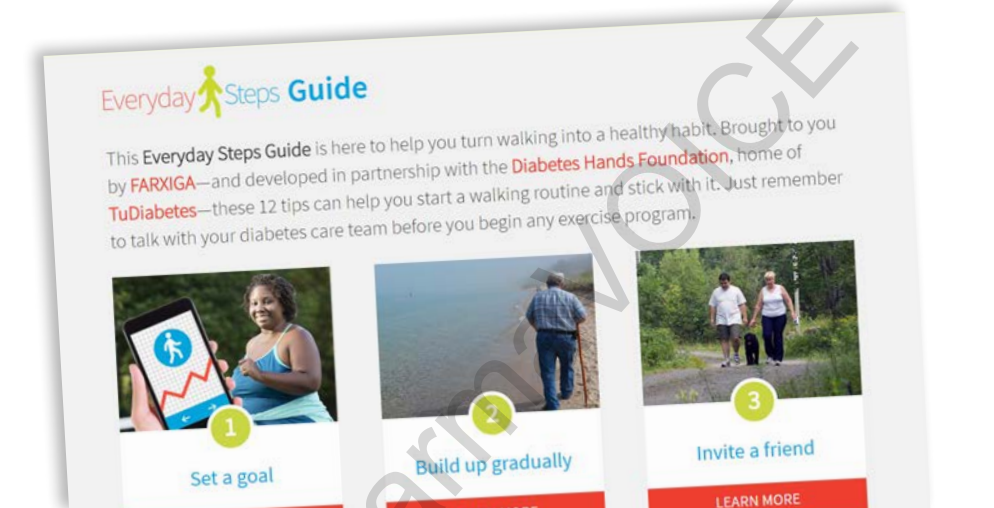 Everyday Steps Guide
This Everyday Steps Guide is here to help you turn walking into a healthy habit. Brought to you
by FARXIGA—and developed in partnership with the Diabetes Hands Foundation, home of
TuDiabetes—these 12 tips can help you start a walking routine and stick with it. Just remember
to talk with your diabetes care team before you begin any exercise program.
1
2
3
Set a goal
Build up gradually
Invite a friend
LEARN MORE